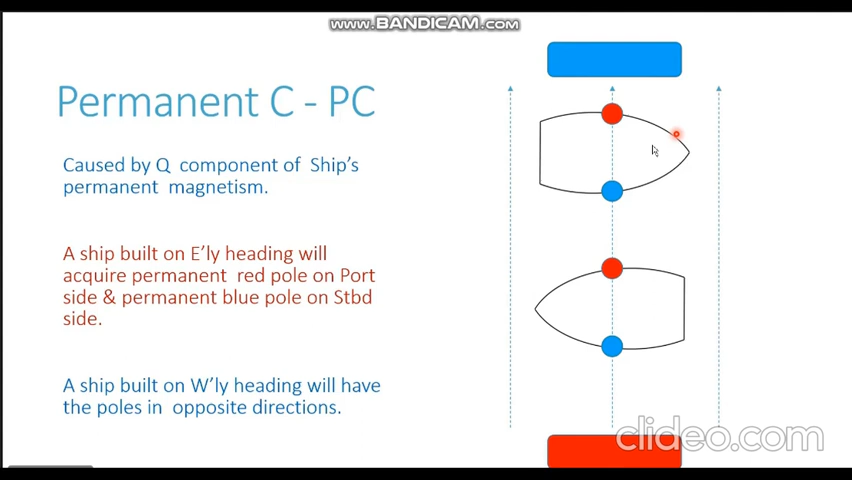 www.BANDICAM.com
Permanent C - PC
Caused by Q component of Ship's
permanent magnetism.
A ship built on E'ly heading will
acquire permanent red pole on Port
side & permanent blue pole on Stbd
side.
A ship built on W'ly heading will have
the poles in opposite directions.
clideo.com